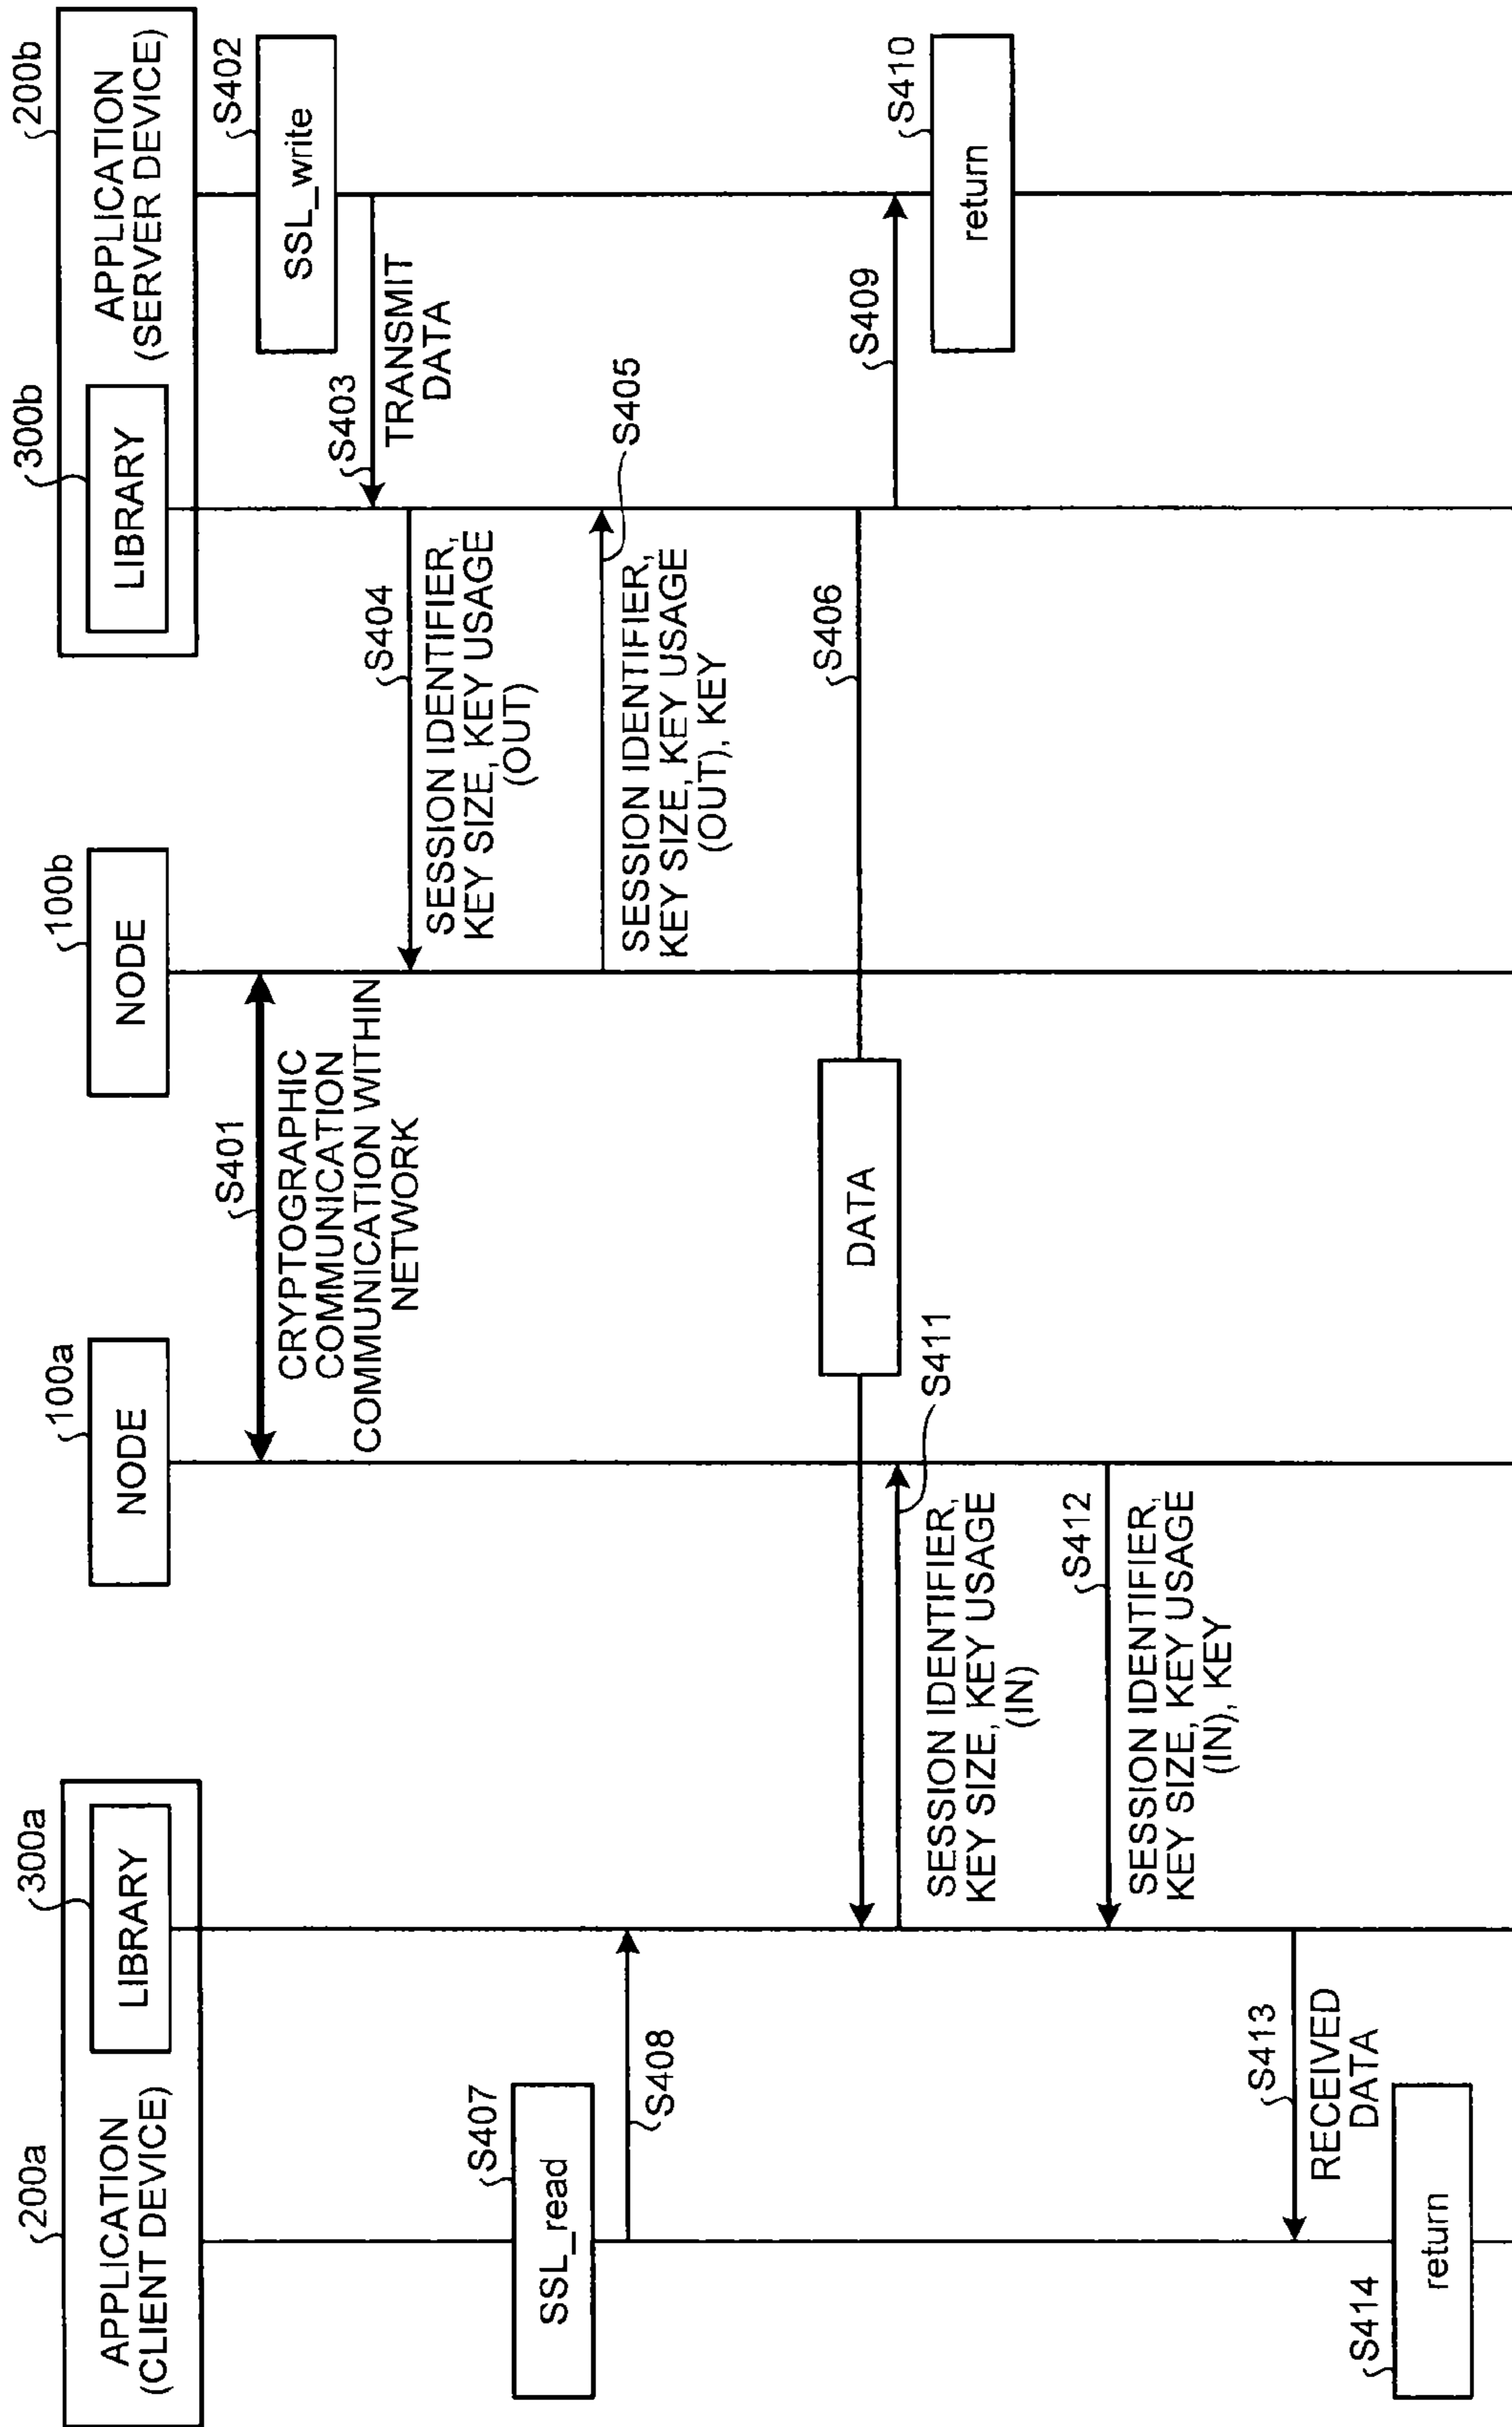 200a
APPLICATION
(CLIENT DEVICE)
300a
LIBRARY
100a
NODE
100b
NODE
300b
LIBRARY
200b
APPLICATION
(SERVER DEVICE)
S401
CRYPTOGRAPHIC
COMMUNICATION
COMMUNICATION WITHIN
NETWORK
S402
SSL_write
S403
TRANSMIT
DATA
S404
SESSION IDENTIFIER,
KEY SIZE, KEY USAGE
(OUT)
S407
SSL_read
S405
SESSION IDENTIFIER,
KEY SIZE, KEY USAGE
(OUT), KEY
S408
DATA
S406
S409
S410
return
S411
SESSION IDENTIFIER,
KEY SIZE, KEY USAGE
(IN)
S412
SESSION IDENTIFIER,
KEY SIZE, KEY USAGE
(IN), KEY
S413
RECEIVED
DATA
S414
return